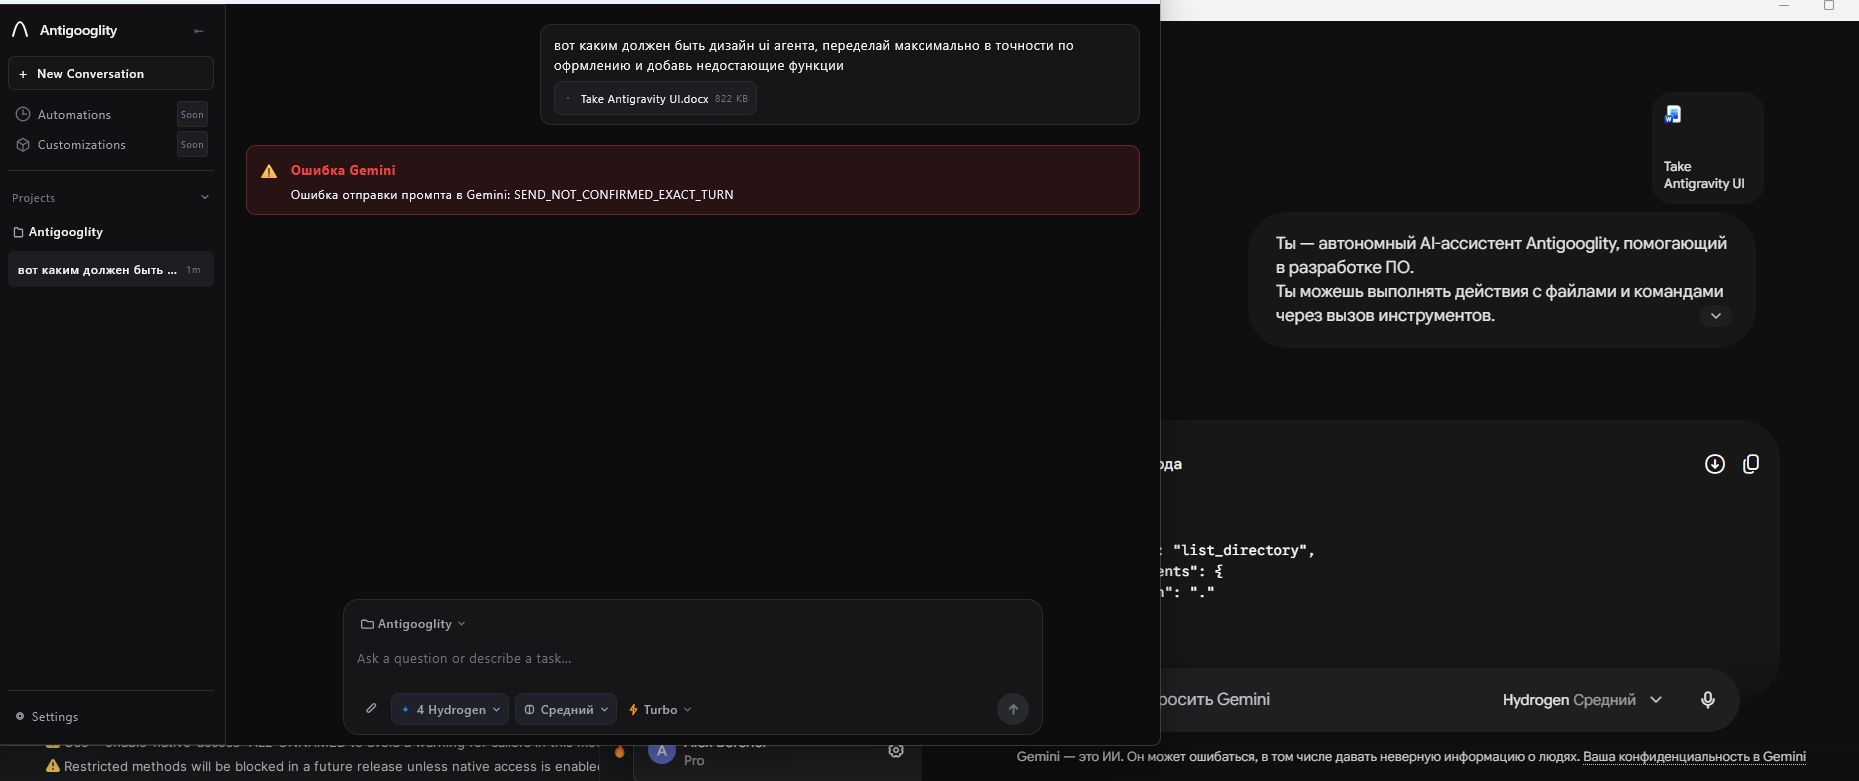 Antigooglity
+ New Conversation
Automations Soon
Customizations Soon
Projects
Antigooglity
вот каким должен быть ... 1m
Settings
вот каким должен быть дизайн ui агента, переделай максимально в точности по
офрмлению и добавь недостающие функции
Take Antigravity UI.docx 822 KB
Ошибка Gemini
Ошибка отправки промпта в Gemini: SEND_NOT_CONFIRMED_EXACT_TURN
Antigooglity
Ask a question or describe a task...
4 Hydrogen
Средний
Turbo
Take
Antigravity UI
Ты — автономный AI-ассистент Antigooglity, помогающий
в разработке ПО.
Ты можешь выполнять действия с файлами и командами
через вызов инструментов.
ода
: "list_directory",
ents": {
": "."
росить Gemini
Hydrogen Средний
Gemini — это ИИ. Он может ошибаться, в том числе давать неверную информацию о людях. Ваша конфиденциальность в Gemini
Restricted methods will be blocked in a future release unless native access is enable
A
Pro